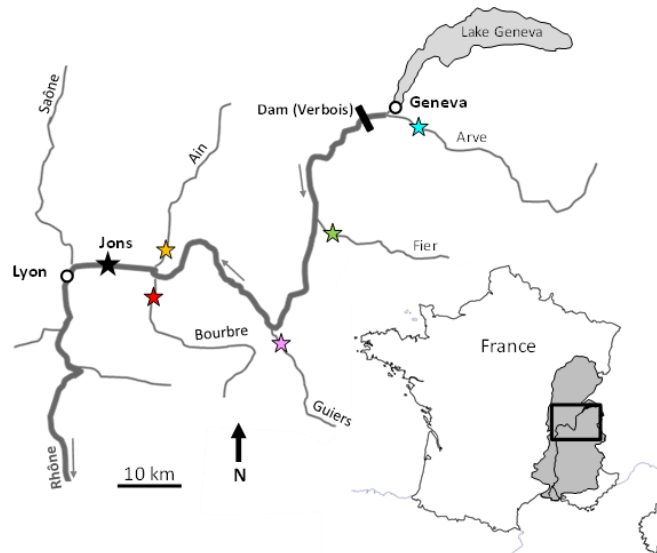 Lake Geneva
Saône
Geneva
Dam (Verbois)
Arve
Ain
Jons
Fier
Lyon
Bourbre
France
Guiers
Rhône
10 km
N